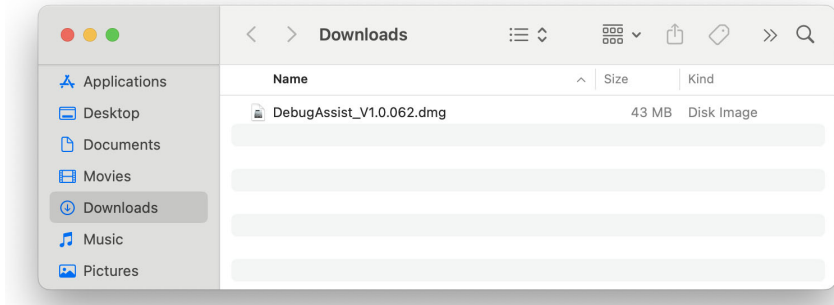 Downloads
Name Size Kind
Applications
DebugAssist_V1.0.062.dmg 43 MB Disk Image
Desktop
Documents
Movies
Downloads
Music
Pictures